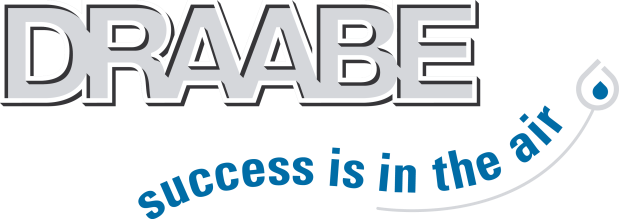 DRAABE
success is in the air